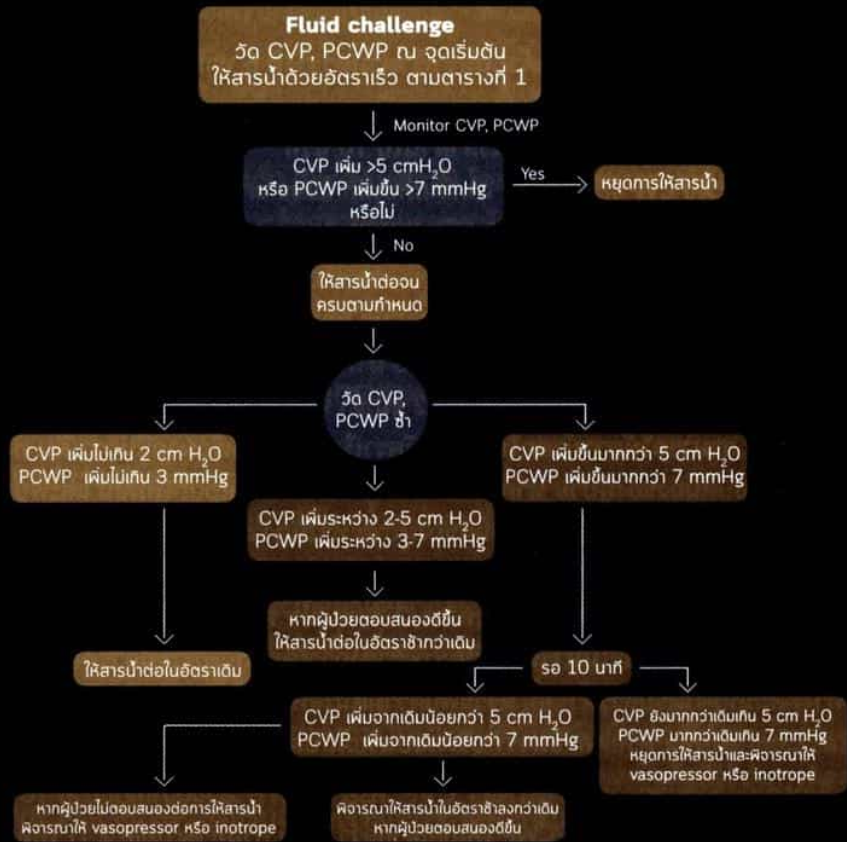 Fluid challenge
วัด CVP, PCWP ณ จุดเริ่มต้น
ให้สารน้ำด้วยอัตราเร็ว ตามตารางที่ 1
Monitor CVP, PCWP
CVP เพิ่ม >5 cmH₂O
หรือ PCWP เพิ่มขึ้น >7 mmHg
หรือไม่
Yes
หยุดการให้สารน้ำ
No
ให้สารน้ำต่อจน
ครบตามกำหนด
วัด CVP,
PCWP ซ้ำ
CVP เพิ่มไม่เกิน 2 cm H₂O
PCWP เพิ่มไม่เกิน 3 mmHg
CVP เพิ่มขึ้นมากกว่า 5 cm H₂O
PCWP เพิ่มขึ้นมากกว่า 7 mmHg
CVP เพิ่มระหว่าง 2-5 cm H₂O
PCWP เพิ่มระหว่าง 3-7 mmHg
หากผู้ป่วยตอบสนองดีขึ้น
ให้สารน้ำต่อในอัตราช้ากว่าเดิม
ให้สารน้ำต่อในอัตราเดิม
รอ 10 นาที
CVP เพิ่มจากเดิมน้อยกว่า 5 cm H₂O
PCWP เพิ่มจากเดิมน้อยกว่า 7 mmHg
CVP ยังมากกว่าเดิมเกิน 5 cm H₂O
PCWP มากกว่าเดิมเกิน 7 mmHg
หยุดการให้สารน้ำและพิจารณาให้
vasopressor หรือ inotrope
หากผู้ป่วยไม่ตอบสนองต่อการให้สารน้ำ
พิจารณาให้ vasopressor หรือ inotrope
พิจารณาให้สารน้ำในอัตราช้าลงกว่าเดิม
หากผู้ป่วยตอบสนองดีขึ้น